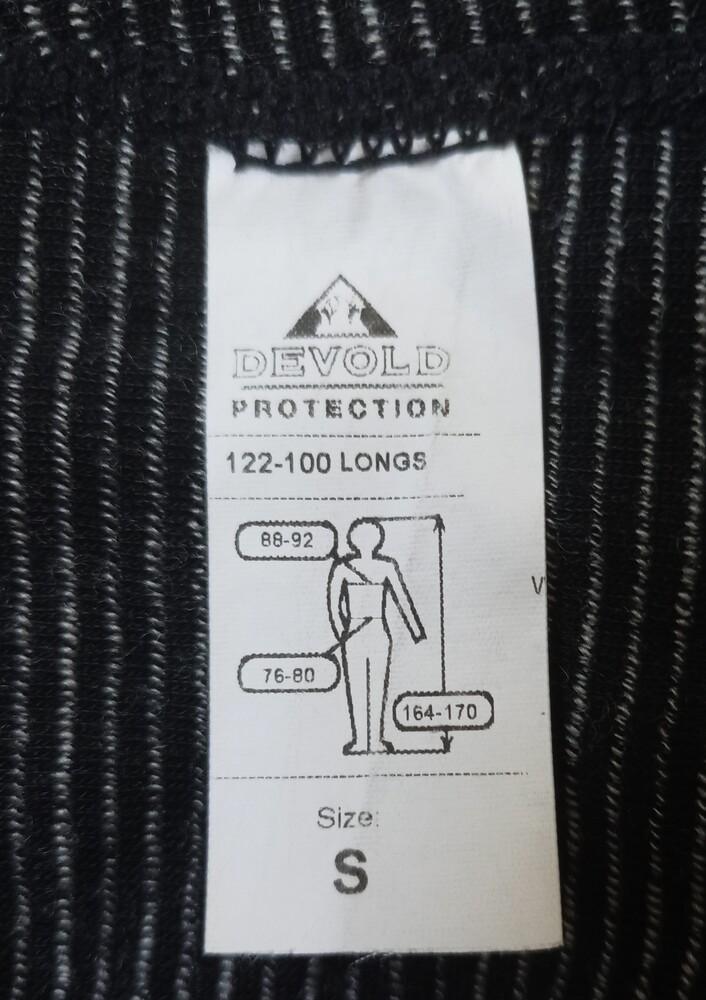 DEVOLD
PROTECTION
122-100 LONGS
88-92
76-80
164-170
Size:
S